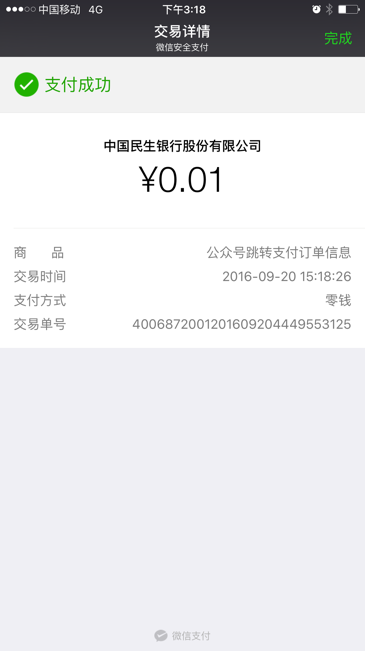 中国移动 4G 下午3:18
交易详情
微信安全支付
完成
支付成功
中国民生银行股份有限公司
¥0.01
商 品 公众号跳转支付订单信息
交易时间 2016-09-20 15:18:26
支付方式 零钱
交易单号 4006872001201609204449553125
微信支付